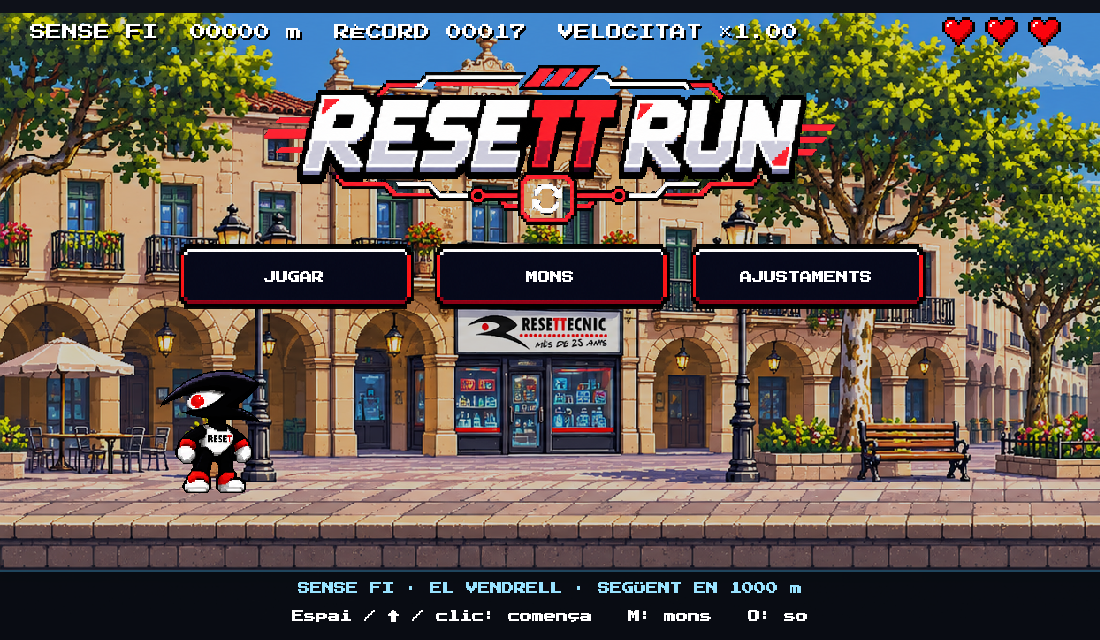 SENSE FI 00000 m RÈCORD 00017 VELOCITAT ×1.00
RESETT RUN
JUGAR MONS AJUSTAMENTS
RESETTECNIC
MÉS DE 25 ANYS
RESET
SENSE FI · EL VENDRELL · SEGÜENT EN 1000 m
Espai / ↑ / clic: comença M: mons O: so